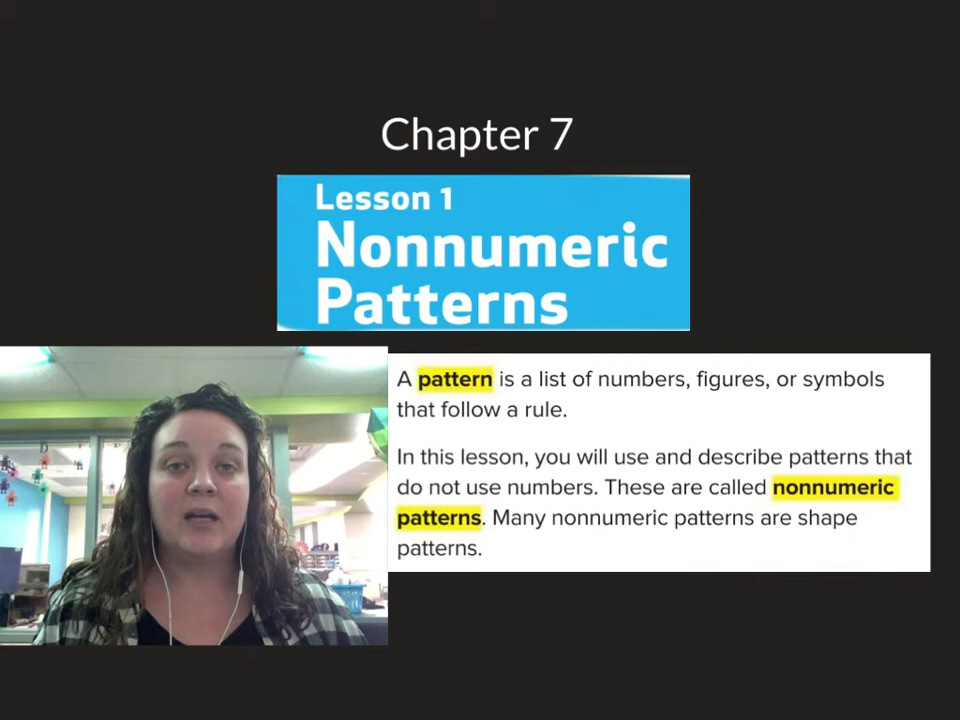 Chapter 7
Lesson 1
Nonnumeric
Patterns
A pattern is a list of numbers, figures, or symbols
that follow a rule.
In this lesson, you will use and describe patterns that
do not use numbers. These are called nonnumeric
patterns. Many nonnumeric patterns are shape
patterns.